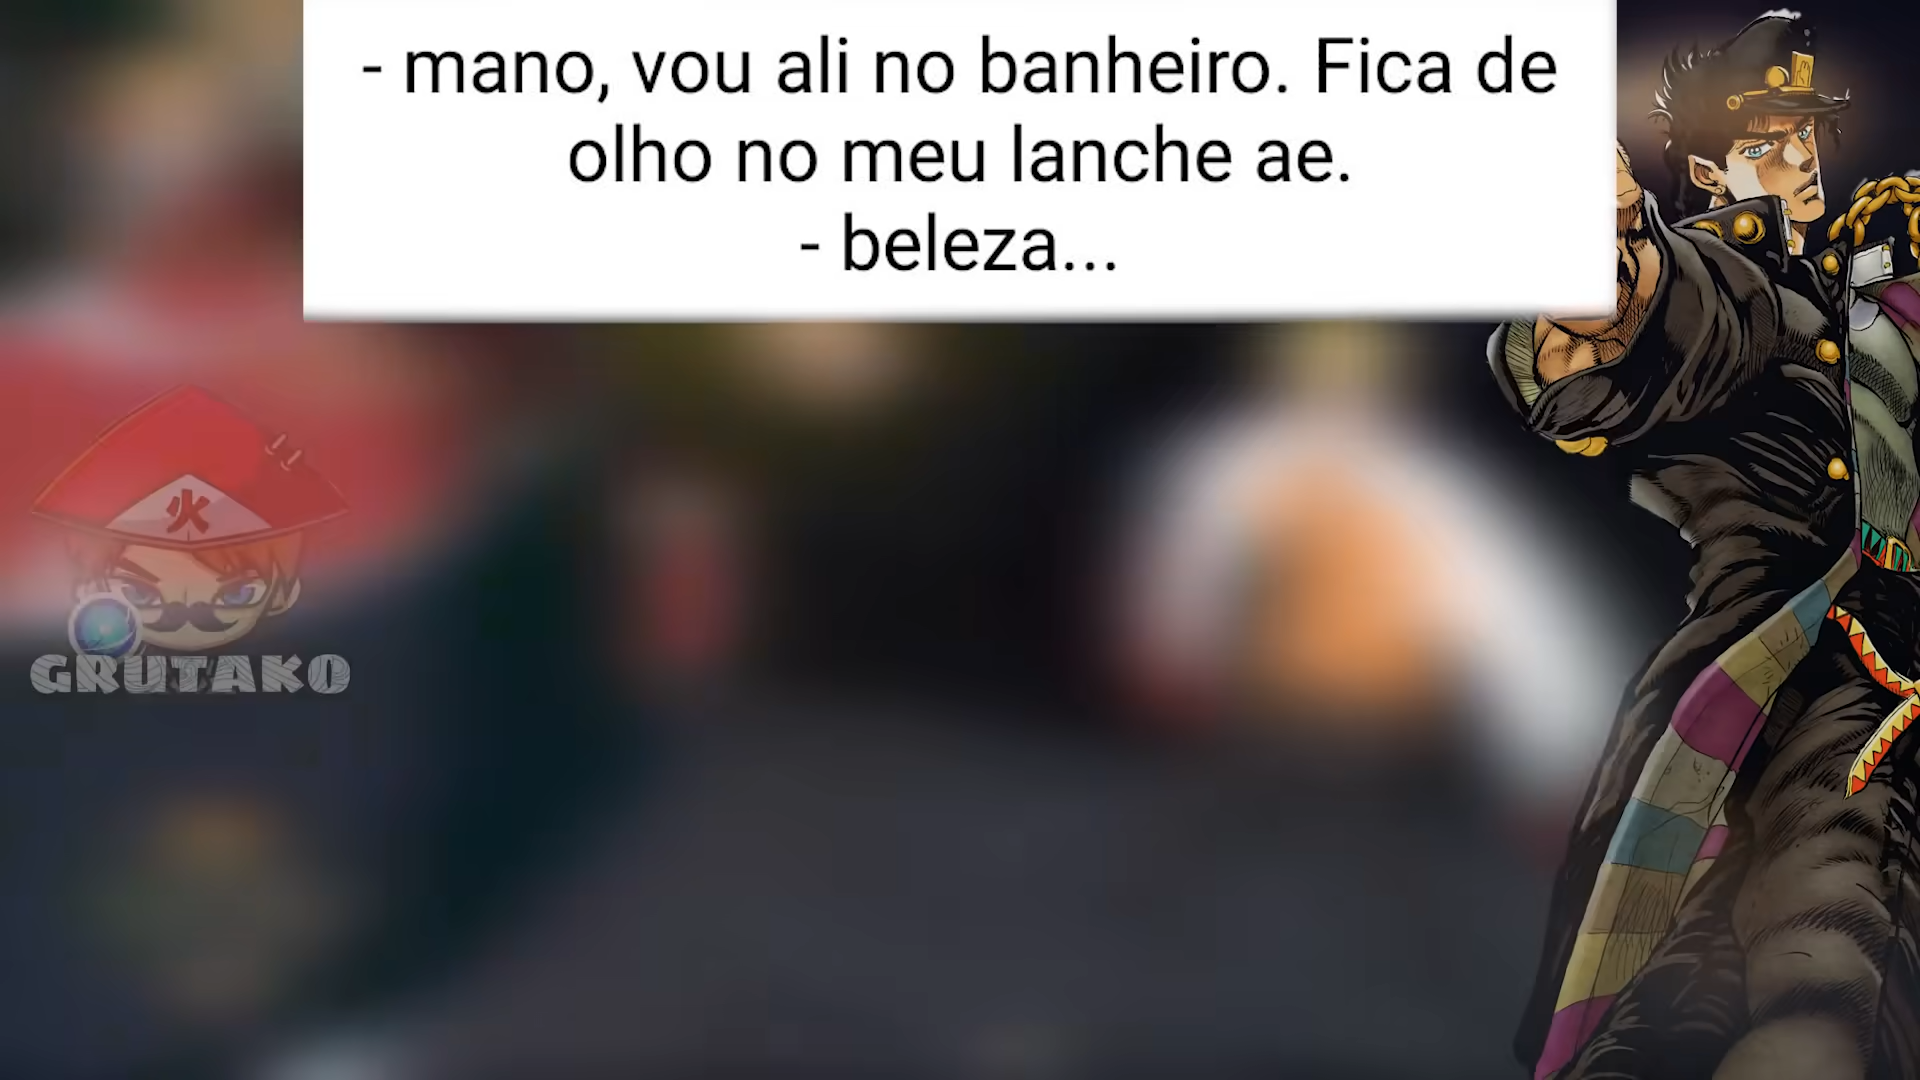 - mano, vou ali no banheiro. Fica de
olho no meu lanche ae.
- beleza...
火
GRUTAKO